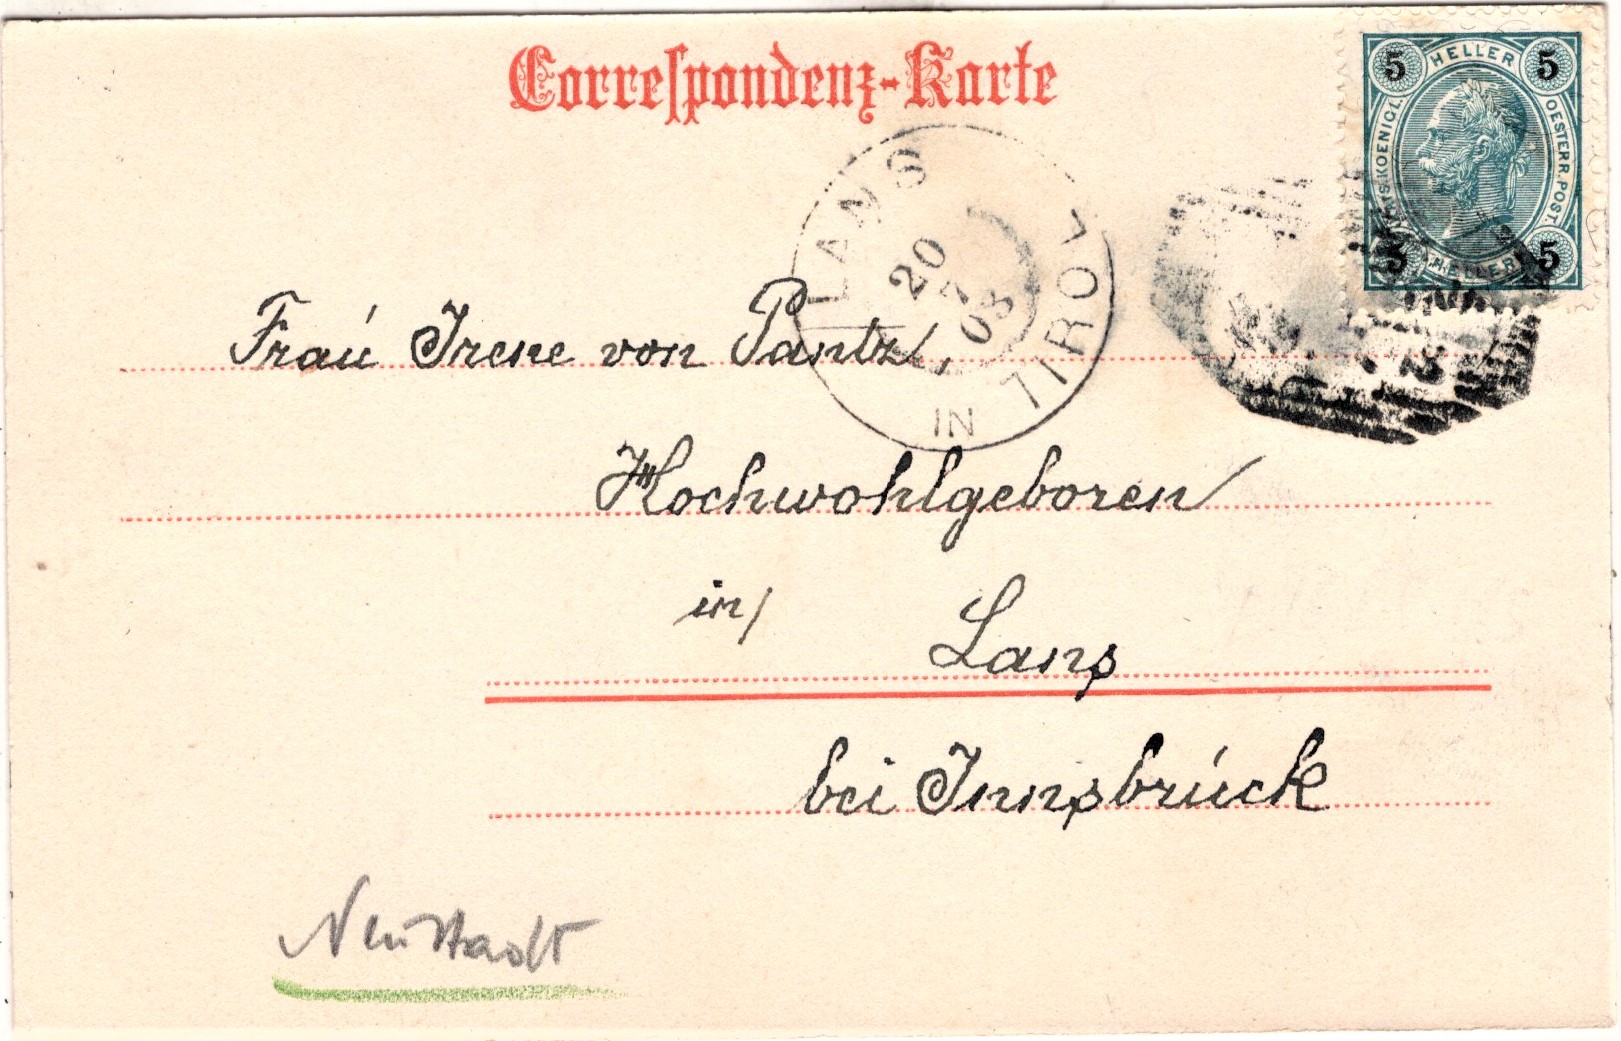 Correspondenz-Karte
5 HELLER 5
KAIS. KOENIGL. OESTERR. POST.
5 HELLER 5
LANS IN TIROL
20
7
03
Frau Irene von Pantz,
Hochwohlgeboren
in
Lans
bei Innsbruck
Neustadt